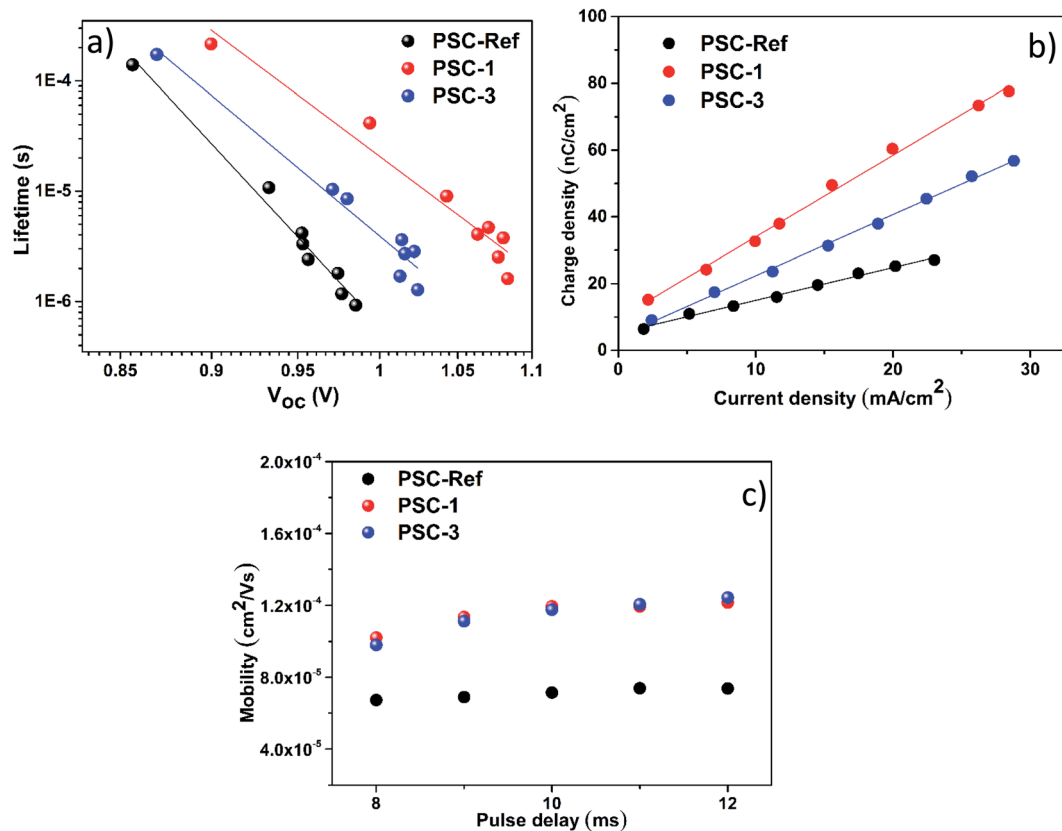 a)
PSC-Ref
PSC-1
PSC-3
1E-4
1E-5
1E-6
Lifetime (s)
0.85 0.9 0.95 1 1.05 1.1
VOC (V)
b)
PSC-Ref
PSC-1
PSC-3
100
80
60
40
20
0
Charge density (nC/cm2)
0 10 20 30
Current density (mA/cm2)
c)
PSC-Ref
PSC-1
PSC-3
2.0x10-4
1.6x10-4
1.2x10-4
8.0x10-5
4.0x10-5
Mobility (cm2/Vs)
8 10 12
Pulse delay (ms)